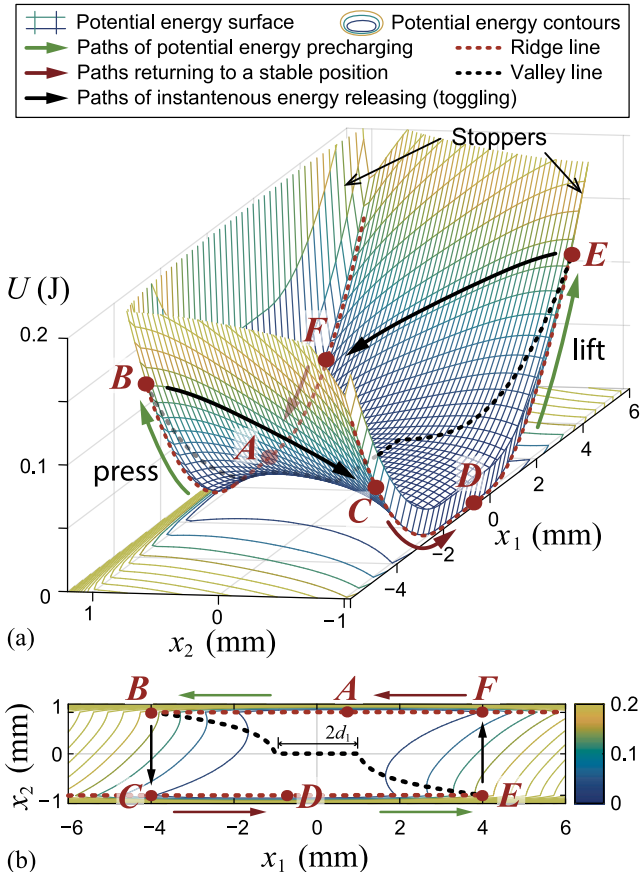 Potential energy surface
Potential energy contours
Paths of potential energy precharging
Ridge line
Paths returning to a stable position
Valley line
Paths of instantenous energy releasing (toggling)
Stoppers
E
U (J)
0.2
F
lift
B
6
A
4
0.1
press
D
2
C
0
x₁ (mm)
−2
−4
0
1
0
−1
x₂ (mm)
(a)
B
A
F
x₂ (mm)
1
2d₁
0.2
0
0.1
−1
C
D
E
0
−6
−4
−2
0
2
4
6
(b)
x₁ (mm)